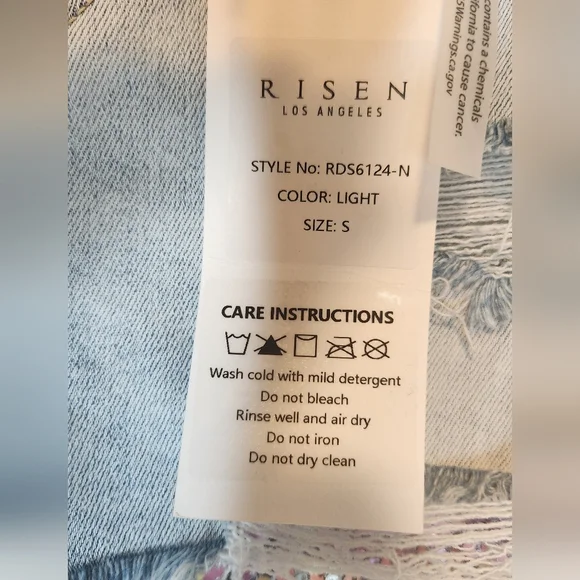 RISEN
LOS ANGELES
STYLE No: RDS6124-N
COLOR: LIGHT
SIZE: S
CARE INSTRUCTIONS
Wash cold with mild detergent
Do not bleach
Rinse well and air dry
Do not iron
Do not dry clean
contains a chemicals
to cause cancer.
Warnings.ca.gov